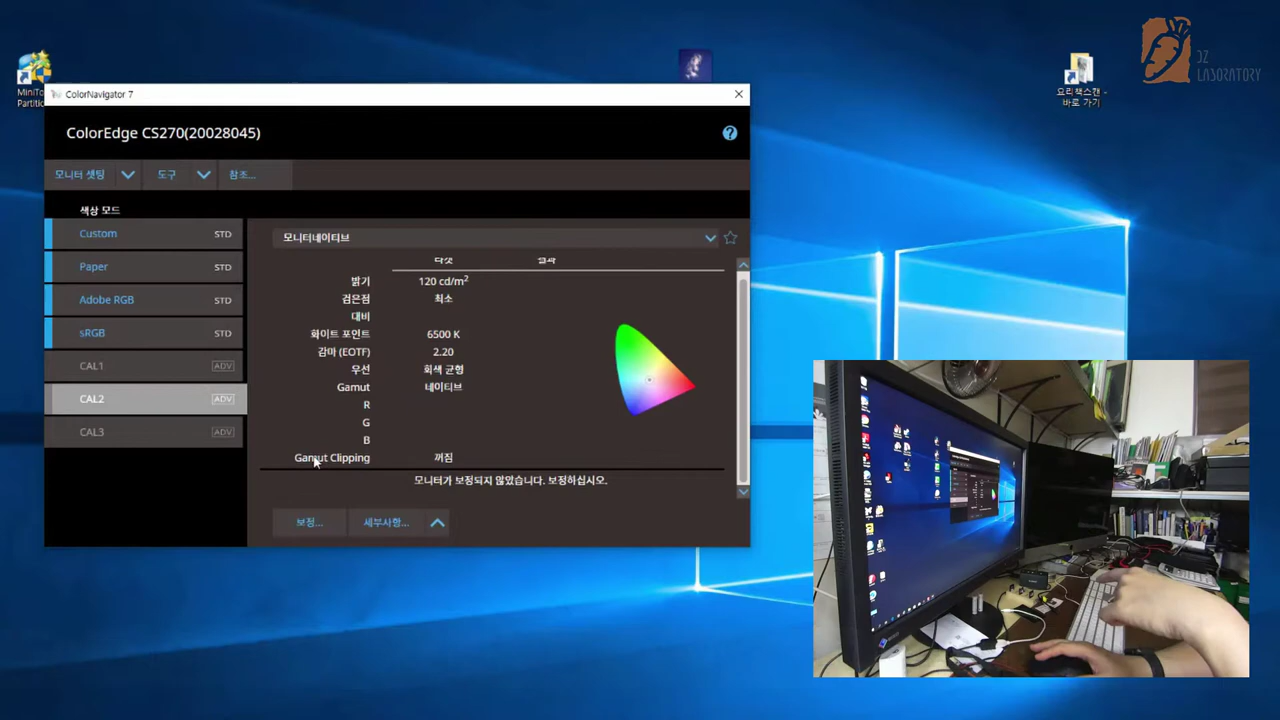 MiniTo
Partitio
요리책스캔 -
바로 가기
JZ
LABORATORY
ColorNavigator 7
ColorEdge CS270(20028045)
모니터 셋팅
도구
참조...
색상 모드
Custom STD
Paper STD
Adobe RGB STD
sRGB STD
CAL1 ADV
CAL2 ADV
CAL3 ADV
모니터네이티브
타겟 결과
밝기 120 cd/m²
검은점 최소
대비
화이트 포인트 6500 K
감마 (EOTF) 2.20
우선 회색 균형
Gamut 네이티브
R
G
B
Gamut Clipping 꺼짐
모니터가 보정되지 않았습니다. 보정하십시오.
보정...
세부사항...